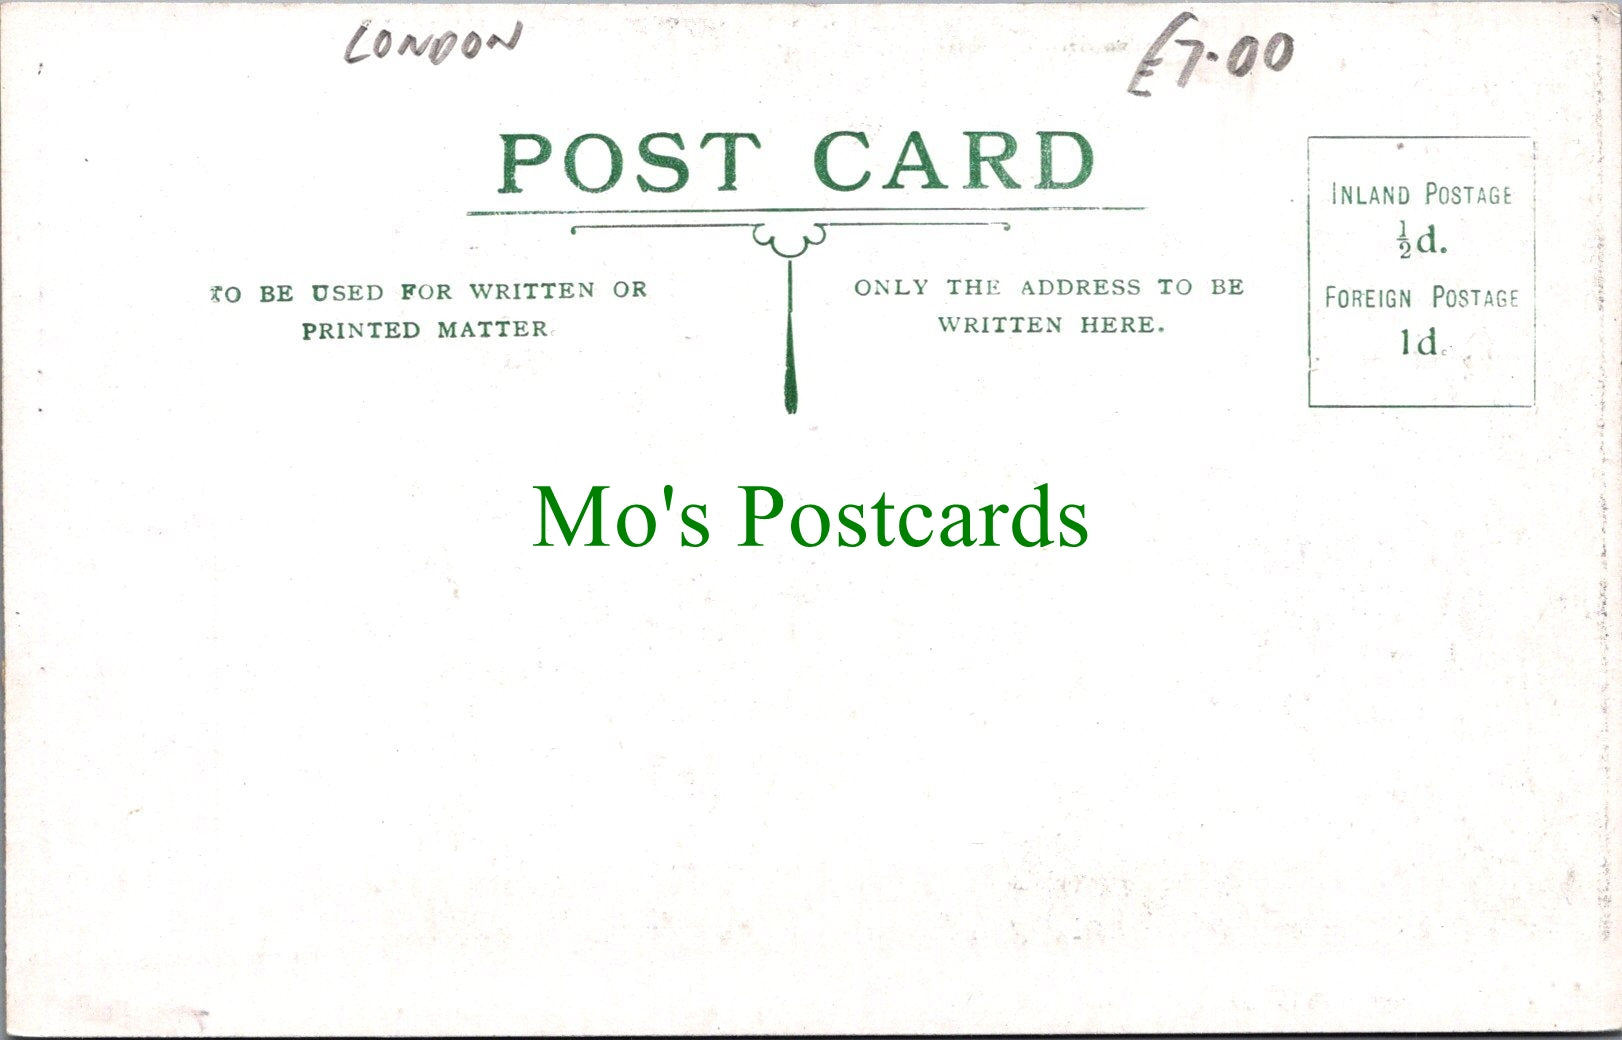 LONDON
£7.00
POST CARD
TO BE USED FOR WRITTEN OR
PRINTED MATTER
ONLY THE ADDRESS TO BE
WRITTEN HERE.
INLAND POSTAGE
½d.
FOREIGN POSTAGE
1d.
Mo's Postcards